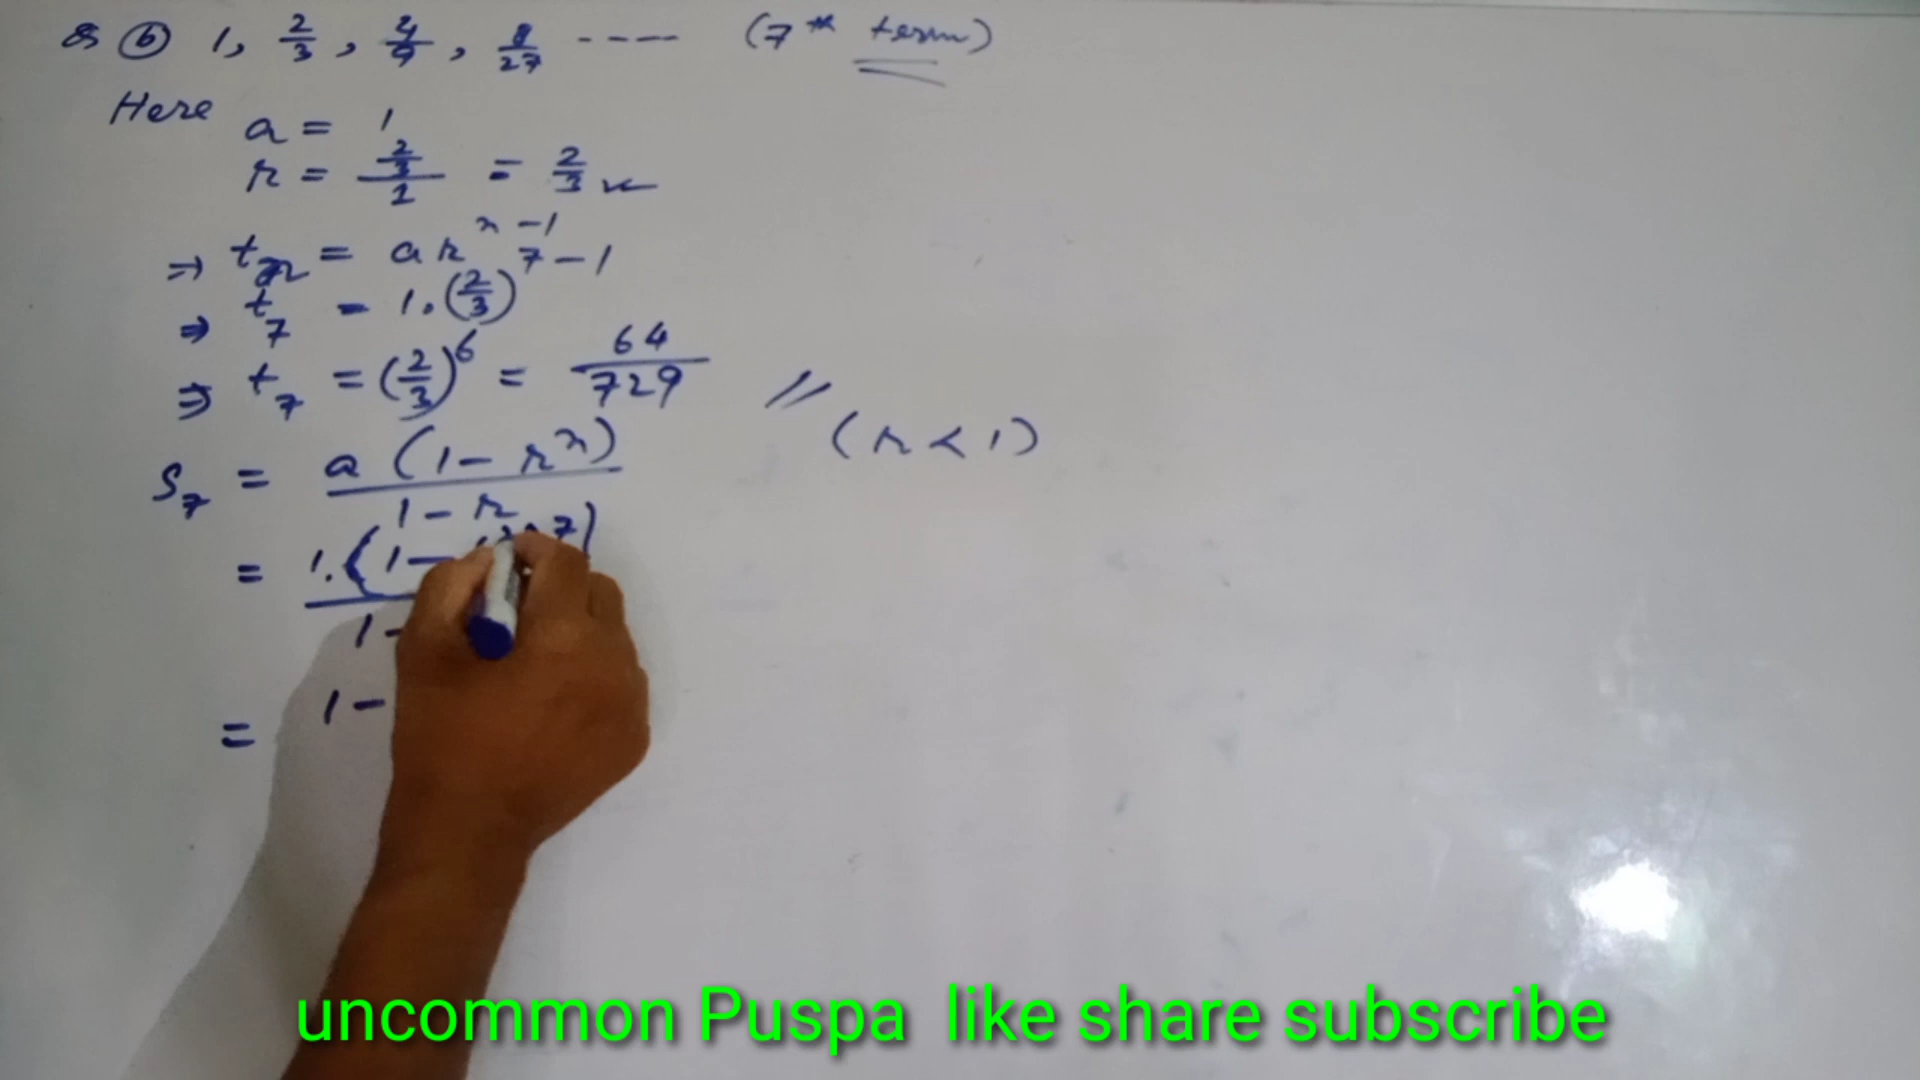 Q ⑥ 1, 2/3, 4/9, 8/27 ---- (7th term)
Here a = 1
r = 2/3 / 1 = 2/3
⇒ tn = ar^n-1
⇒ t7 = 1.(2/3)^7-1
⇒ t7 = (2/3)^6 = 64/729 //
S7 = a(1-r^n) / 1-r (r<1)
= 1.(1- 7) / 1-
= 1-
uncommon Puspa like share subscribe